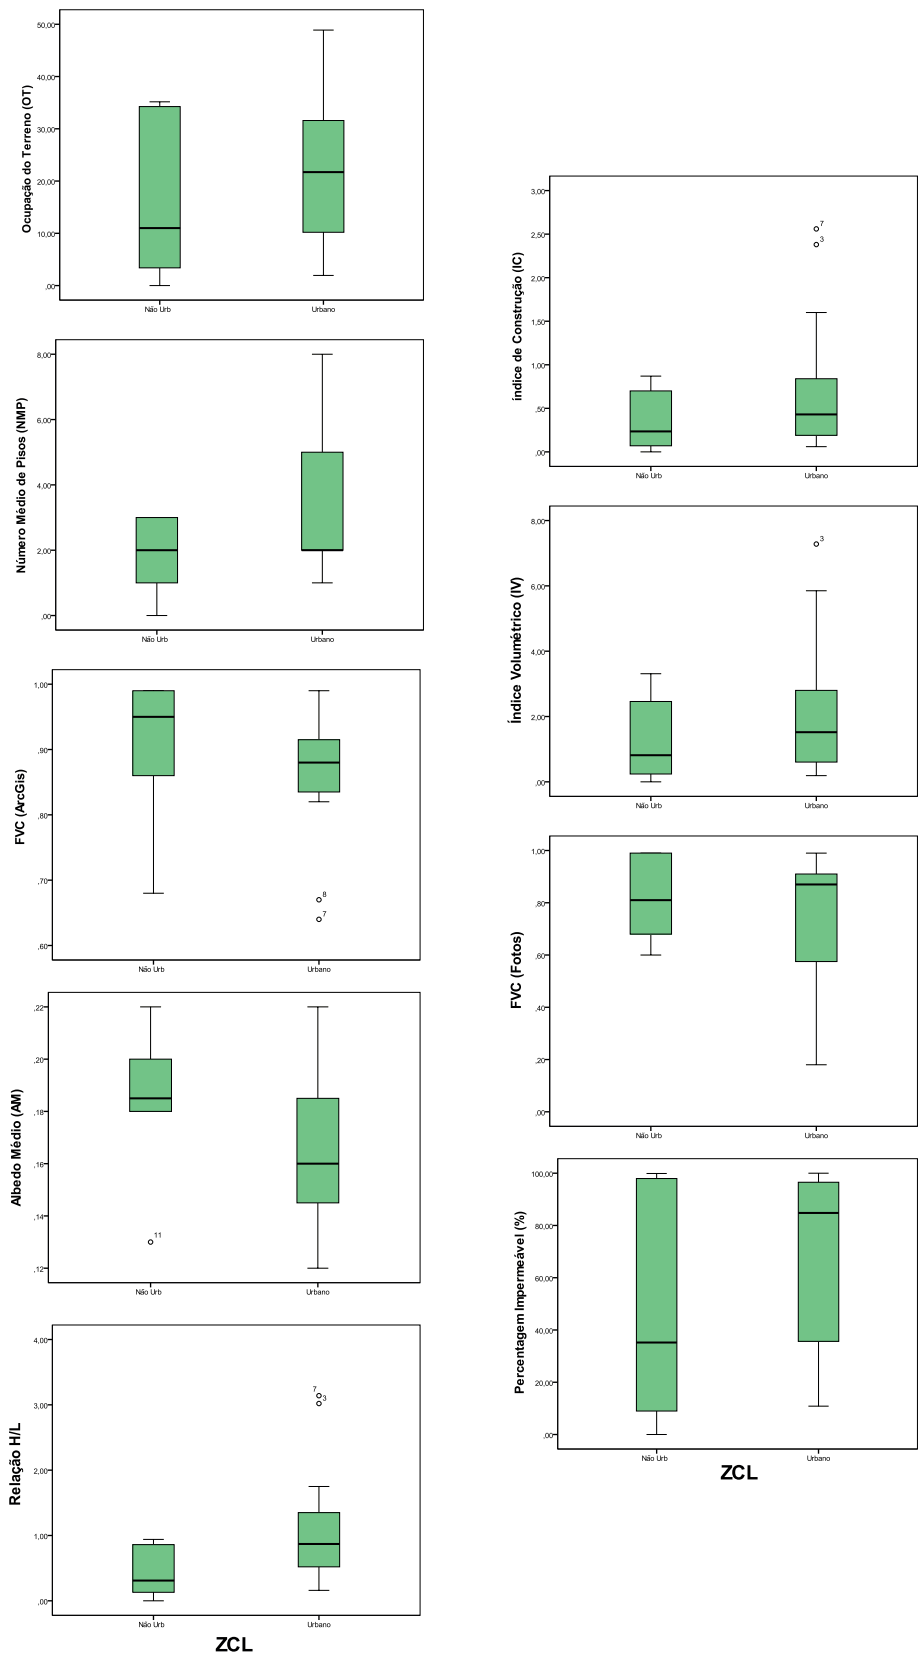 Ocupação do Terreno (OT)
50,00
40,00
30,00
20,00
10,00
,00
Não Urb
Urbano
Número Médio de Pisos (NMP)
8,00
6,00
4,00
2,00
,00
Não Urb
Urbano
FVC (ArcGis)
1,00
,90
,80
,70
,60
8
7
Não Urb
Urbano
Albedo Médio (AM)
,22
,20
,18
,16
,14
,12
11
Não Urb
Urbano
Relação H/L
4,00
3,00
2,00
1,00
,00
7
3
Não Urb
Urbano
ZCL
índice de Construção (IC)
3,00
2,50
2,00
1,50
1,00
,50
,00
7
3
Não Urb
Urbano
Índice Volumétrico (IV)
8,00
6,00
4,00
2,00
,00
3
Não Urb
Urbano
FVC (Fotos)
1,00
,80
,60
,40
,20
,00
Não Urb
Urbano
Percentagem Impermeável (%)
100,00
80,00
60,00
40,00
20,00
,00
Não Urb
Urbano
ZCL